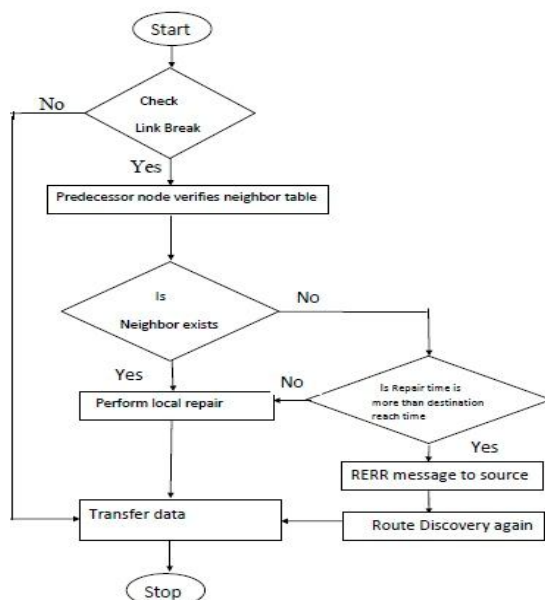 Start
Check
Link Break
No
Yes
Predecessor node verifies neighbor table
Is
Neighbor exists
No
Yes
Perform local repair
No
Is Repair time is
more than destination
reach time
Yes
RERR message to source
Transfer data
Route Discovery again
Stop